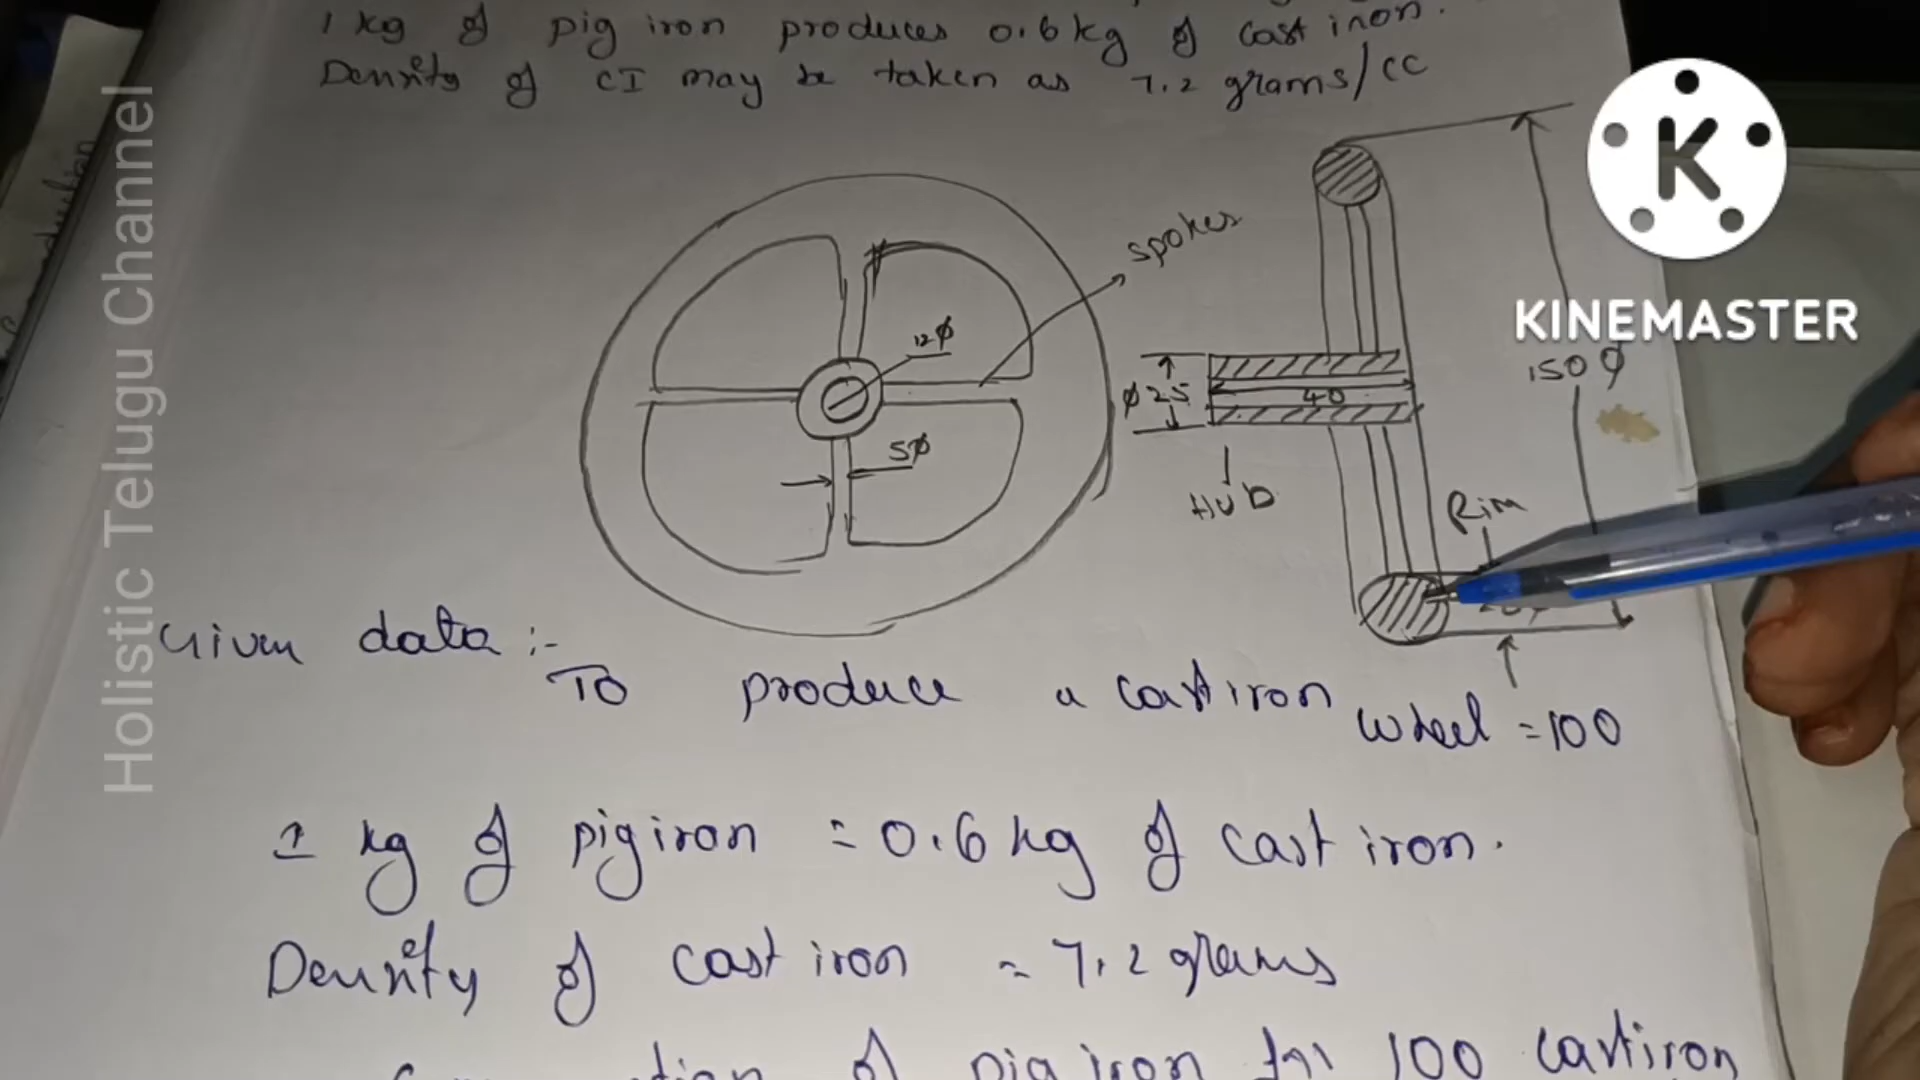 1 kg of pig iron produces 0.6 kg of cast iron.
Density of CI may be taken as 7.2 grams/cc
KINEMASTER
Holistic Telugu Channel
spokes
12φ
150 φ
φ 25
40
5φ
HUB
Rim
Given data :-
To produce a cast iron wheel = 100
1 kg of pig iron = 0.6 kg of cast iron.
Density of cast iron = 7.2 grams
of pig iron for 100 cast iron